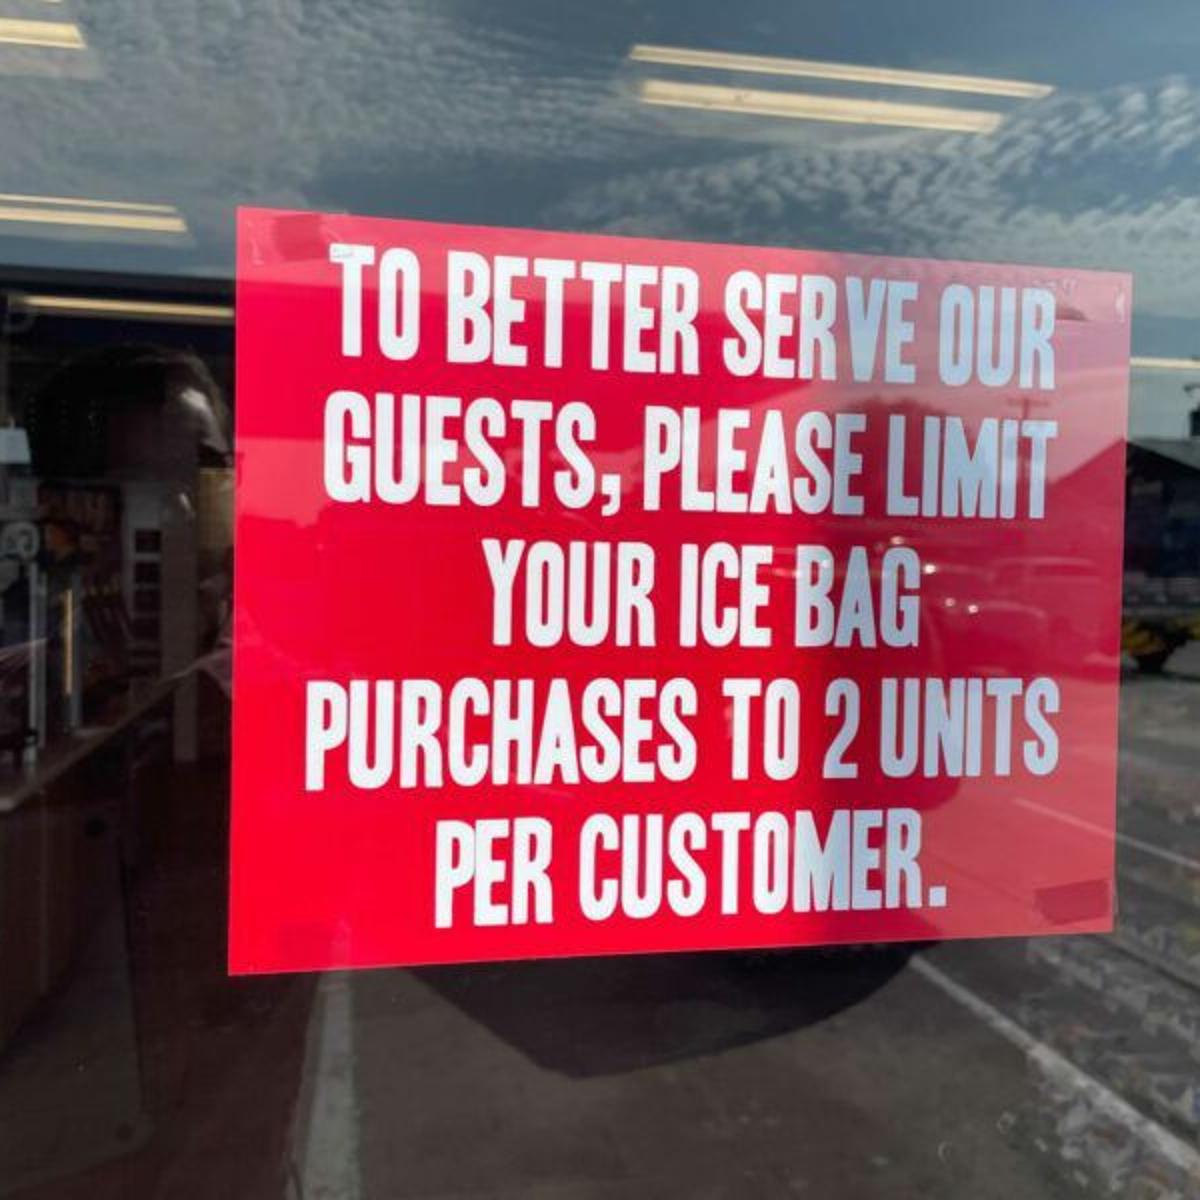 TO BETTER SERVE OUR
GUESTS, PLEASE LIMIT
YOUR ICE BAG
PURCHASES TO 2 UNITS
PER CUSTOMER.